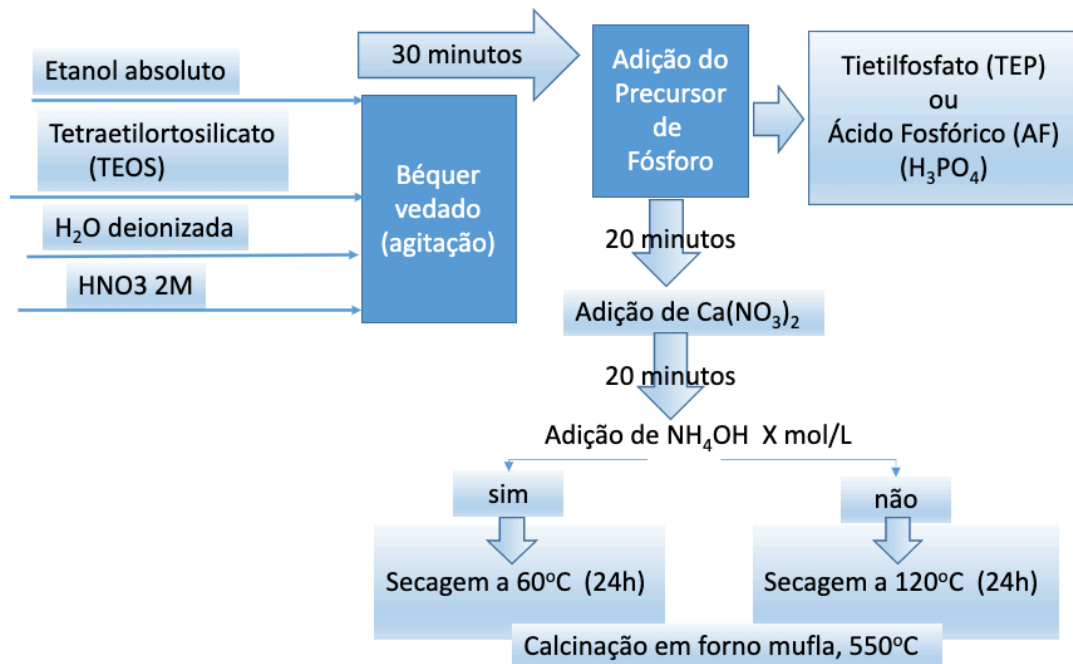 Etanol absoluto
Tetraetilortosilicato
(TEOS)
H₂O deionizada
HNO3 2M
Béquer
vedado
(agitação)
30 minutos
Adição do
Precursor
de
Fósforo
Tietilfosfato (TEP)
ou
Ácido Fosfórico (AF)
(H₃PO₄)
20 minutos
Adição de Ca(NO₃)₂
20 minutos
Adição de NH₄OH X mol/L
sim
não
Secagem a 60ºC (24h)
Secagem a 120ºC (24h)
Calcinação em forno mufla, 550ºC